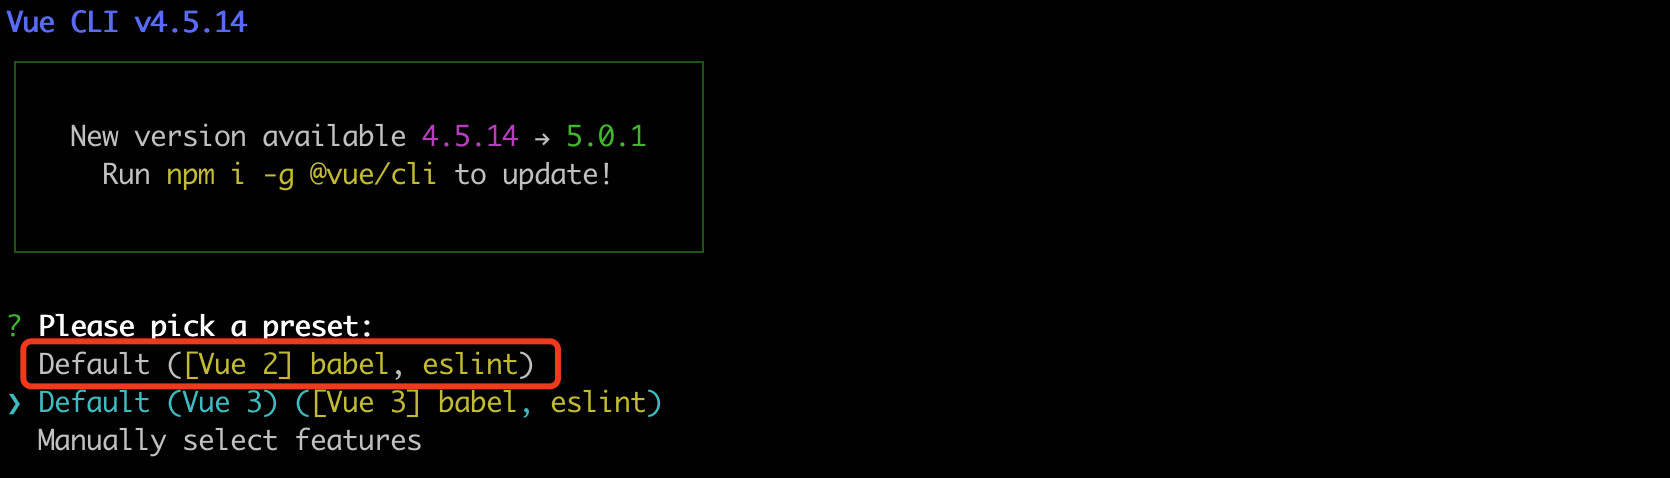 Vue CLI v4.5.14
New version available 4.5.14 → 5.0.1
Run npm i -g @vue/cli to update!
? Please pick a preset:
Default ([Vue 2] babel, eslint)
❯ Default (Vue 3) ([Vue 3] babel, eslint)
Manually select features